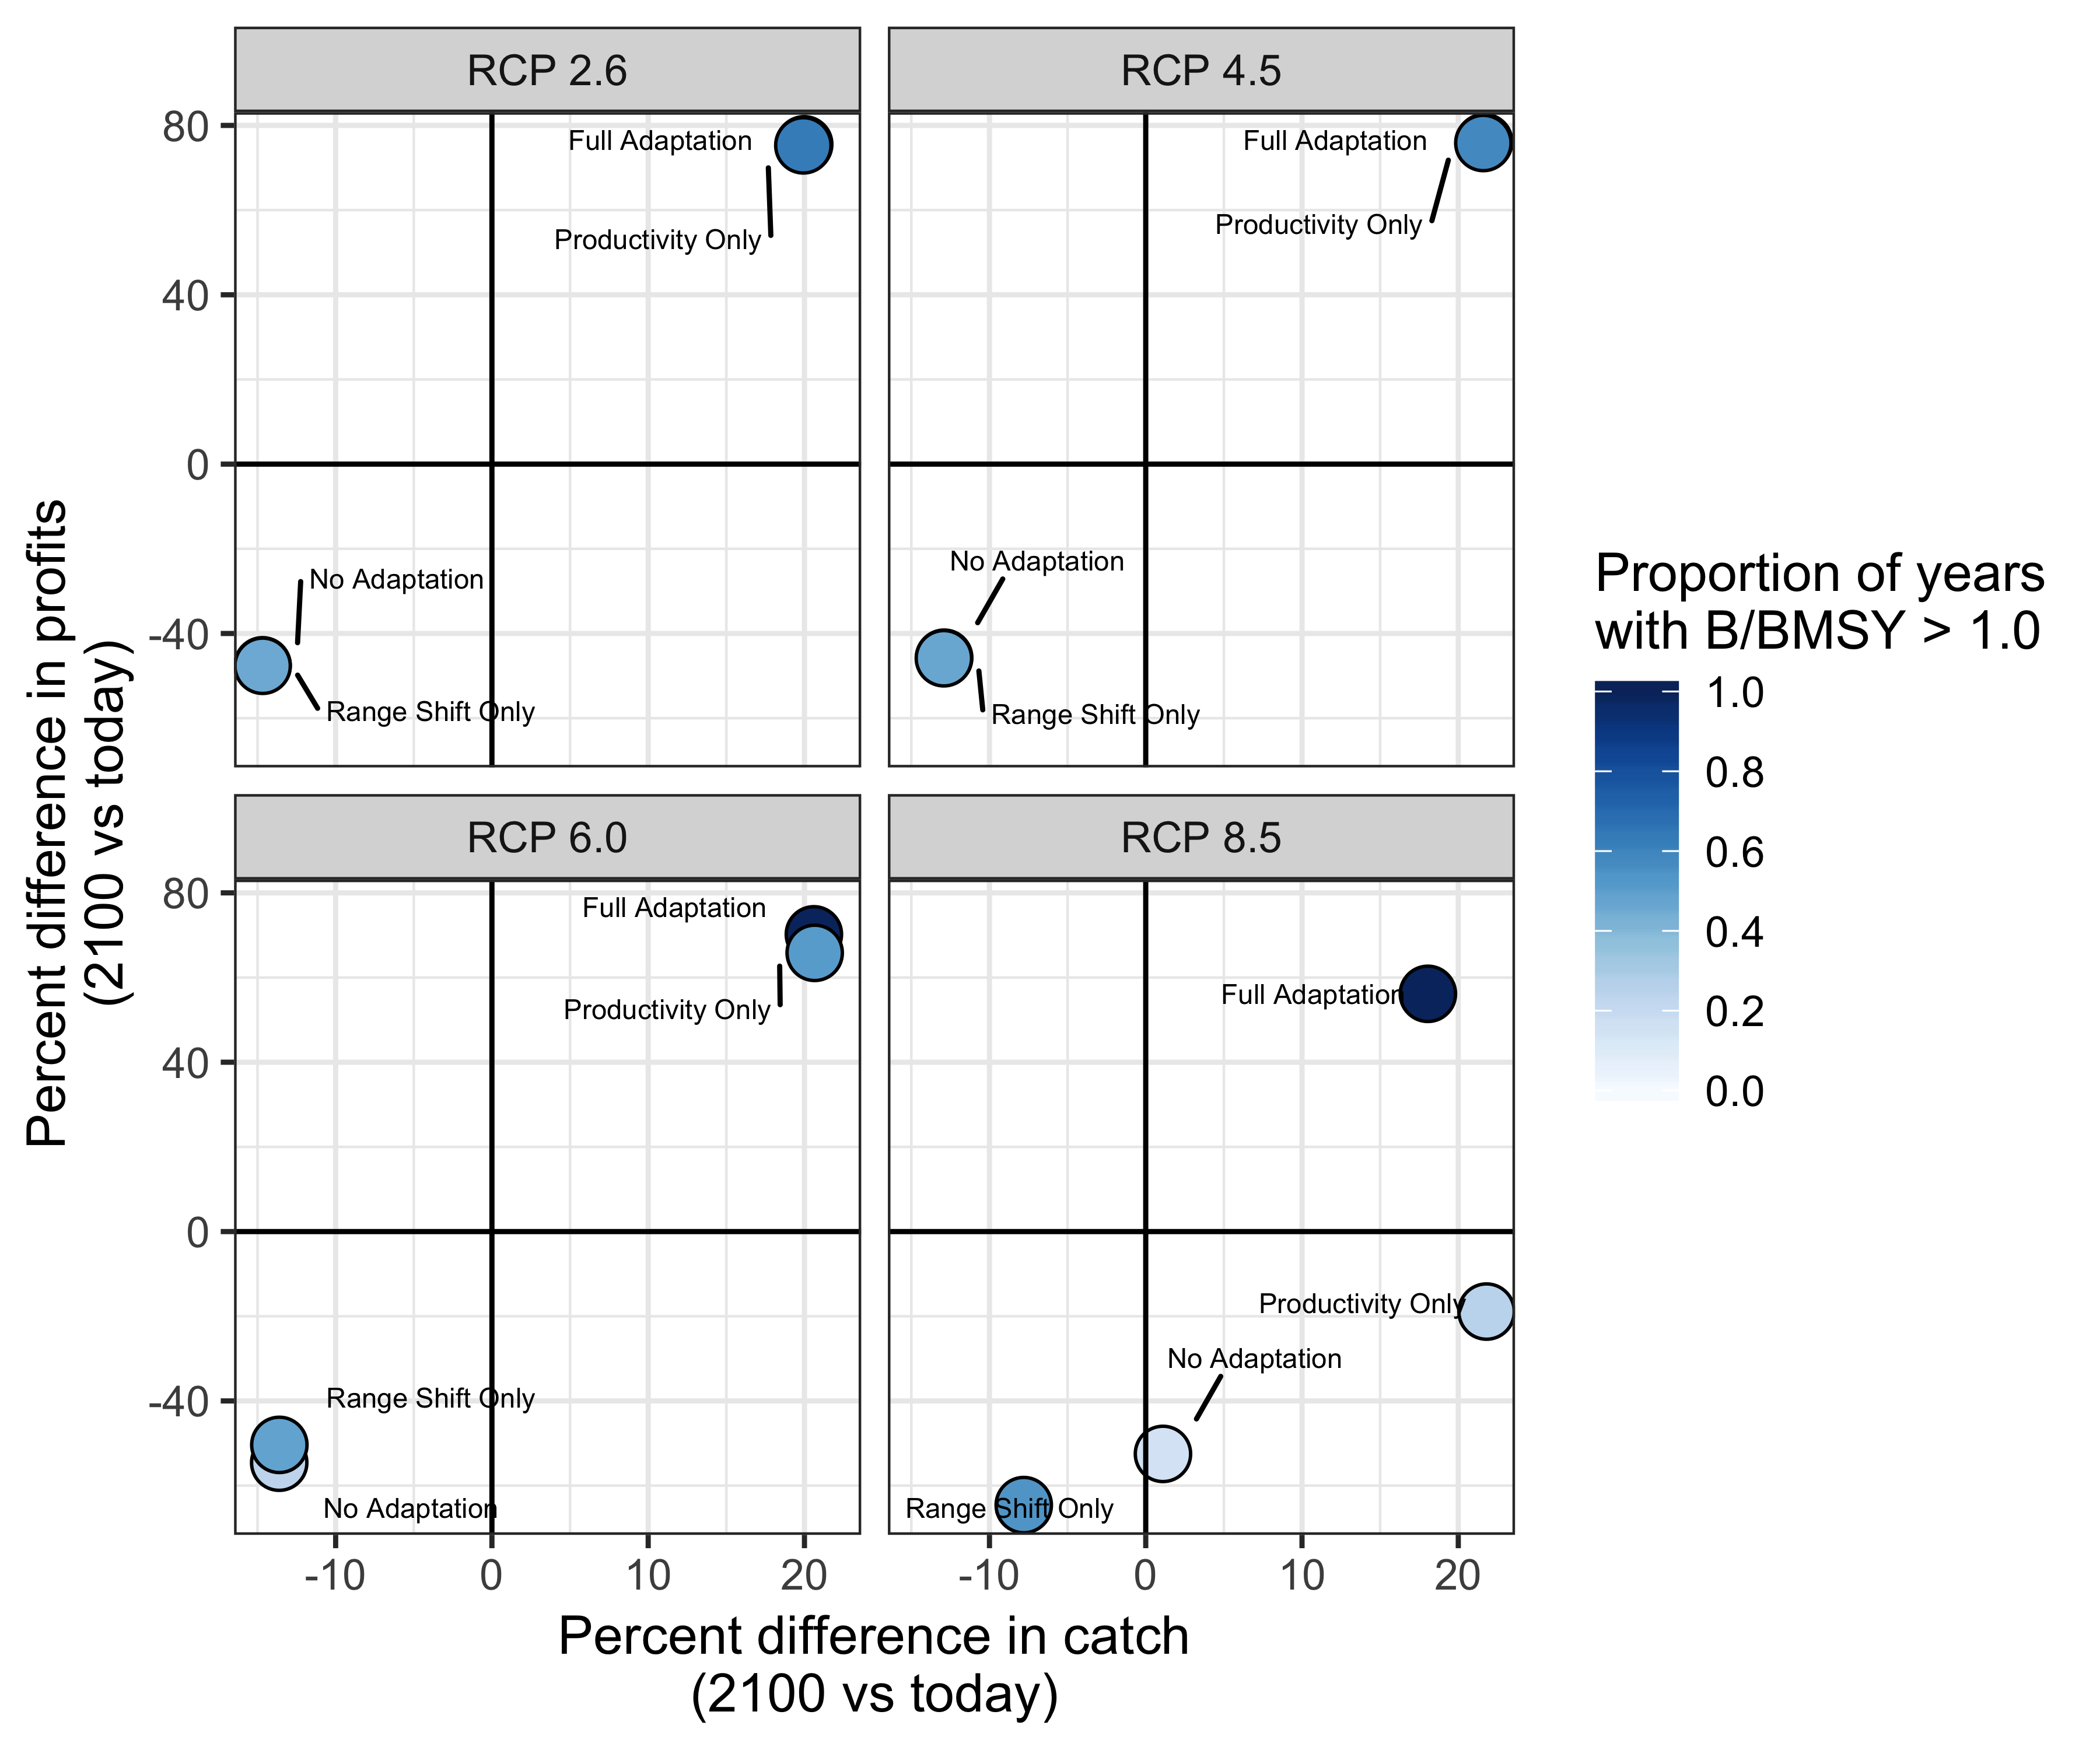 RCP 2.6
RCP 4.5
80
40
0
-40
Full Adaptation
Productivity Only
No Adaptation
Range Shift Only
Full Adaptation
Productivity Only
No Adaptation
Range Shift Only
RCP 6.0
RCP 8.5
80
40
0
-40
Full Adaptation
Productivity Only
Range Shift Only
No Adaptation
Full Adaptation
Productivity Only
No Adaptation
Range Shift Only
-10
0
10
20
-10
0
10
20
Percent difference in catch
(2100 vs today)
Percent difference in profits
(2100 vs today)
Proportion of years
with B/BMSY > 1.0
1.0
0.8
0.6
0.4
0.2
0.0